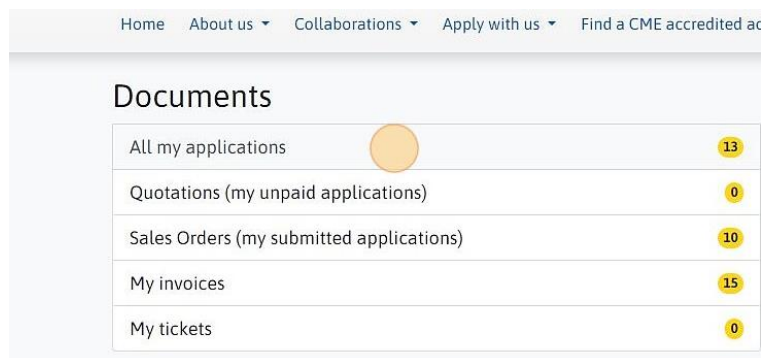 Home About us Collaborations Apply with us Find a CME accredited
Documents
All my applications 13
Quotations (my unpaid applications) 0
Sales Orders (my submitted applications) 10
My invoices 15
My tickets 0